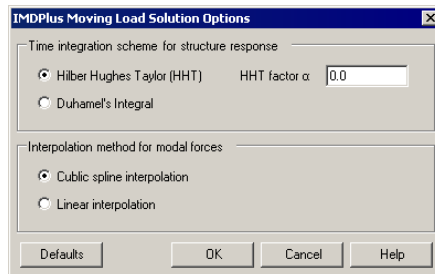 IMDPlus Moving Load Solution Options
Time integration scheme for structure response
Hilber Hughes Taylor (HHT) HHT factor α 0.0
Duhamel's Integral
Interpolation method for modal forces
Cublic spline interpolation
Linear interpolation
Defaults OK Cancel Help